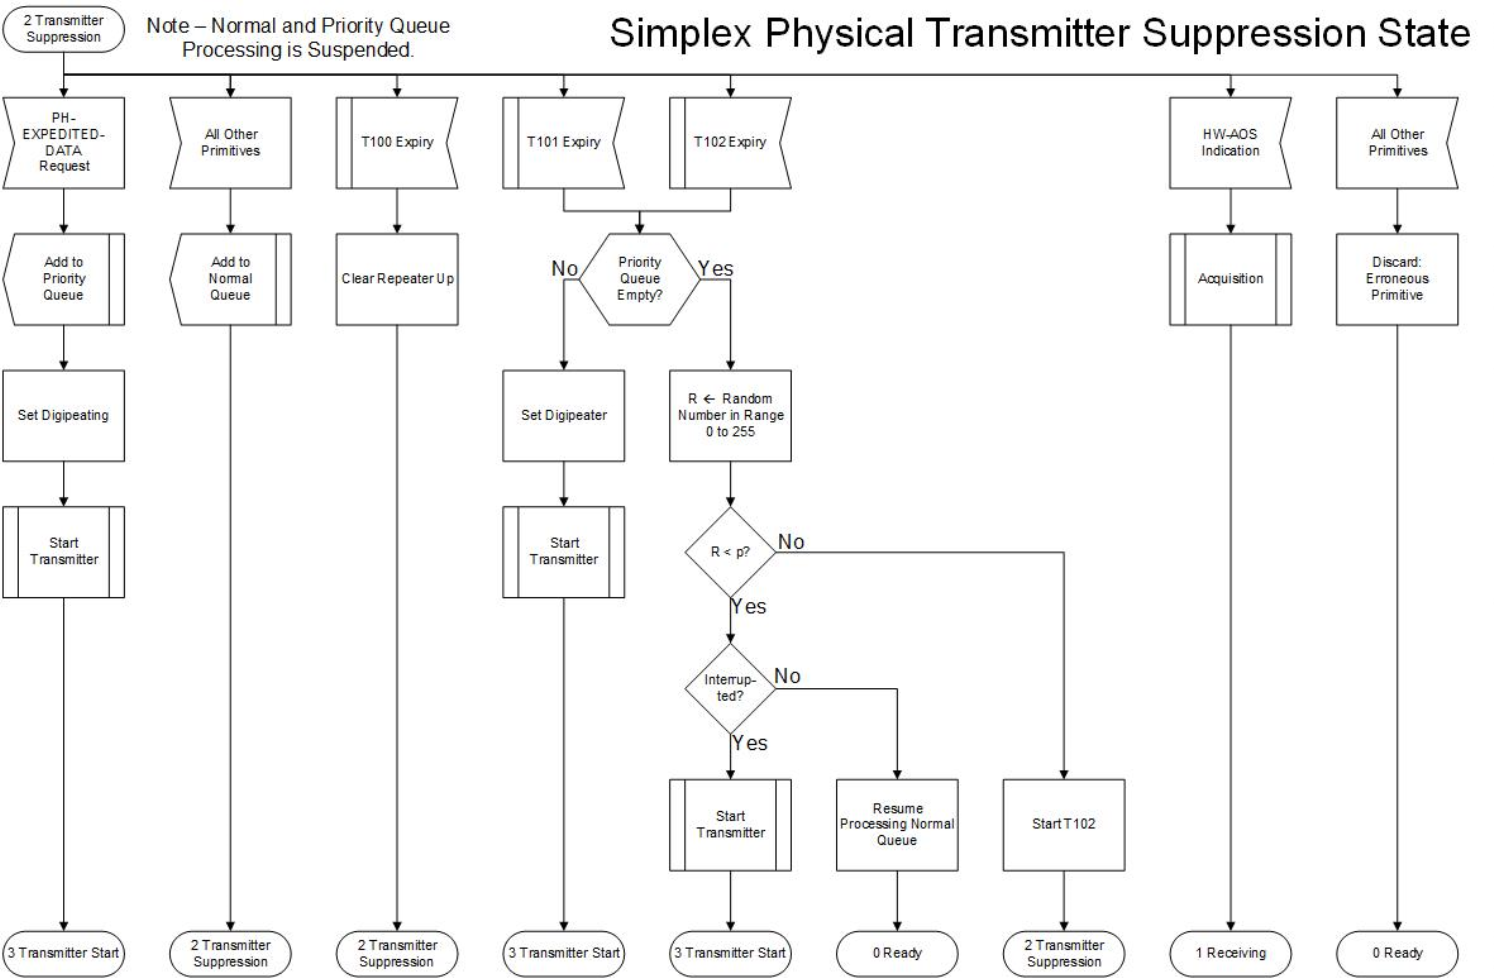 2 Transmitter
Suppression
Note – Normal and Priority Queue
Processing is Suspended.
Simplex Physical Transmitter Suppression State
PH-
EXPEDITED-
DATA
Request
All Other
Primitives
T100 Expiry
T101 Expiry
T102 Expiry
HW-AOS
Indication
All Other
Primitives
Add to
Priority
Queue
Add to
Normal
Queue
Clear Repeater Up
No
Priority
Queue
Empty?
Yes
Acquisition
Discard:
Erroneous
Primitive
Set Digipeating
Set Digipeater
R ← Random
Number in Range
0 to 255
Start
Transmitter
Start
Transmitter
R < p?
No
Yes
Interrup-
ted?
No
Yes
Start
Transmitter
Resume
Processing Normal
Queue
Start T102
3 Transmitter Start
2 Transmitter
Suppression
2 Transmitter
Suppression
3 Transmitter Start
3 Transmitter Start
0 Ready
2 Transmitter
Suppression
1 Receiving
0 Ready